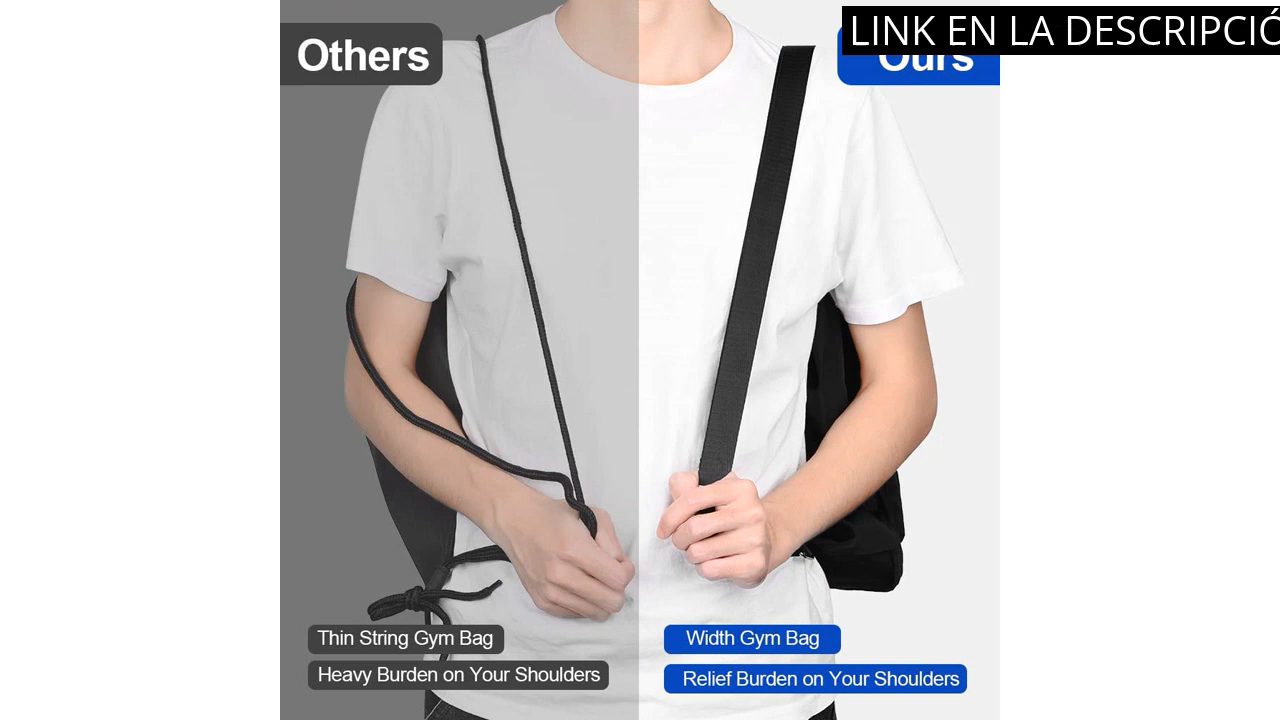 LINK EN LA DESCRIPCIÓ
Others
Ours
Thin String Gym Bag
Heavy Burden on Your Shoulders
Width Gym Bag
Relief Burden on Your Shoulders